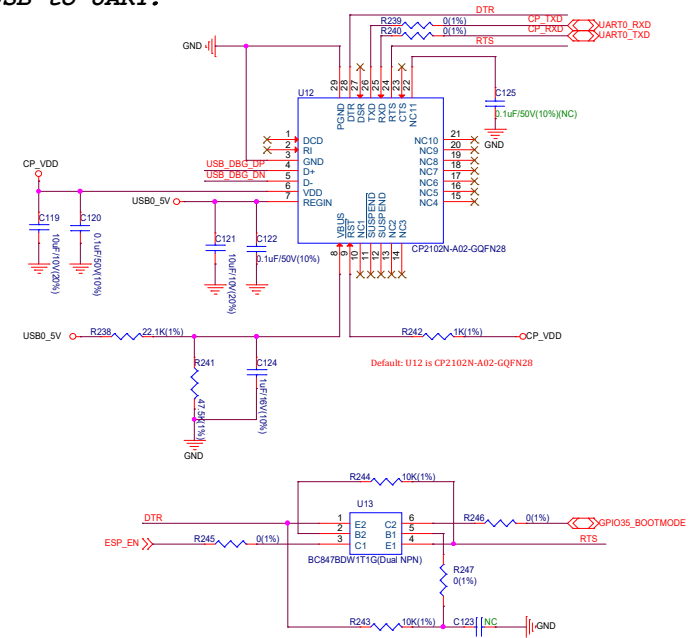 USB to UART:
DTR
R239 0(1%) CP_TXD UART0_RXD
R240 0(1%) CP_RXD UART0_TXD
RTS
GND
29 28 27 26 25 24 23 22
U12
PGND DTR DSR TXD RXD RTS CTS NC11
C125
0.1uF/50V(10%)(NC)
GND
1 DCD NC10 21
2 RI NC9 20
3 GND NC8 19
USB_DBG_DP 4 D+ NC7 18
USB_DBG_DN 5 D- NC6 17
6 VDD NC5 16
7 REGIN NC4 15
CP_VDD
USB0_5V
VBUS RST NC1 SUSPEND SUSPEND NC2 NC3
8 9 10 11 12 13 14
CP2102N-A02-GQFN28
C119
10uF/10V(20%)
C120
0.1uF/50V(10%)
C121
10uF/10V(20%)
C122
0.1uF/50V(10%)
USB0_5V R238 22.1K(1%)
R242 1K(1%) CP_VDD
R241
47.5K(1%)
C124
1uF/16V(10%)
GND
Default: U12 is CP2102N-A02-GQFN28
R244 10K(1%)
U13
DTR 1 E2 C2 6 R246 0(1%) GPIO35_BOOTMODE
2 B2 B1 5
ESP_EN R245 0(1%) 3 C1 E1 4 RTS
BC847BDW1T1G(Dual NPN)
R247
0(1%)
R243 10K(1%) C123 NC GND